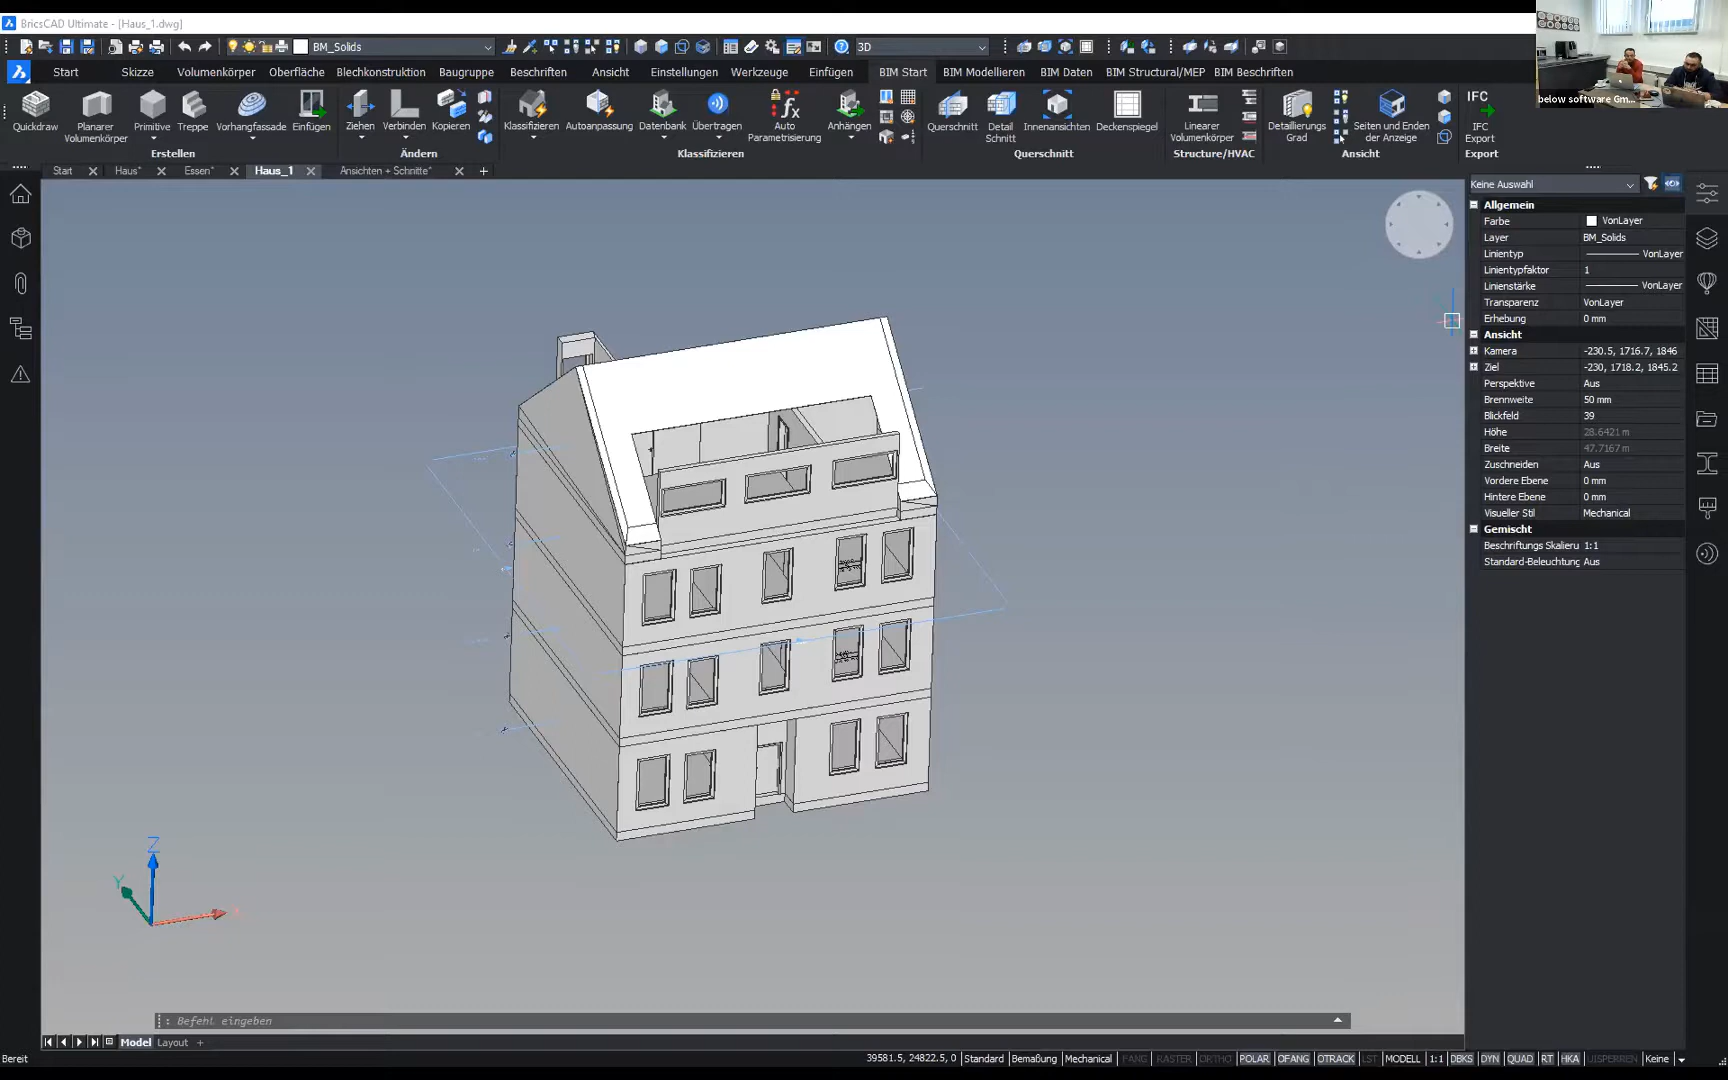 BricsCAD Ultimate - [Haus_1.dwg]
BM_Solids
3D
below software Gm...
Start Skizze Volumenkörper Oberfläche Blechkonstruktion Baugruppe Beschriften Ansicht Einstellungen Werkzeuge Einfügen BIM Start BIM Modellieren BIM Daten BIM Structural/MEP BIM Beschriften
Quickdraw Planarer Volumenkörper Primitive Treppe Vorhangfassade Einfügen Ziehen Verbinden Kopieren Klassifizieren Autoanpassung Datenbank Übertragen Auto Parametrisierung Anhängen Querschnitt Detail Schnitt Innenansichten Deckenspiegel Linearer Volumenkörper Detaillierungs Grad Seiten und Enden der Anzeige IFC IFC Export
Erstellen Ändern Klassifizieren Querschnitt Structure/HVAC Ansicht Export
Start Haus* Essen* Haus_1 Ansichten + Schnitte*
Keine Auswahl
Allgemein
Farbe VonLayer
Layer BM_Solids
Linientyp VonLayer
Linientypfaktor 1
Linienstärke VonLayer
Transparenz VonLayer
Erhebung 0 mm
Ansicht
Kamera -230.5, 1716.7, 1846
Ziel -230, 1718.2, 1845.2
Perspektive Aus
Brennweite 50 mm
Blickfeld 39
Höhe 28.6421 m
Breite 47.7167 m
Zuschneiden Aus
Vordere Ebene 0 mm
Hintere Ebene 0 mm
Visueller Stil Mechanical
Gemischt
Beschriftungs Skalieru 1:1
Standard-Beleuchtung Aus
Z
Y
X
: Befehl eingeben
Model Layout +
Bereit
39581.5, 24822.5, 0 Standard Bemaßung Mechanical FANG RASTER ORTHO POLAR OFANG OTRACK LST MODELL 1:1 DBKS DYN QUAD RT HKA UISPERREN Keine